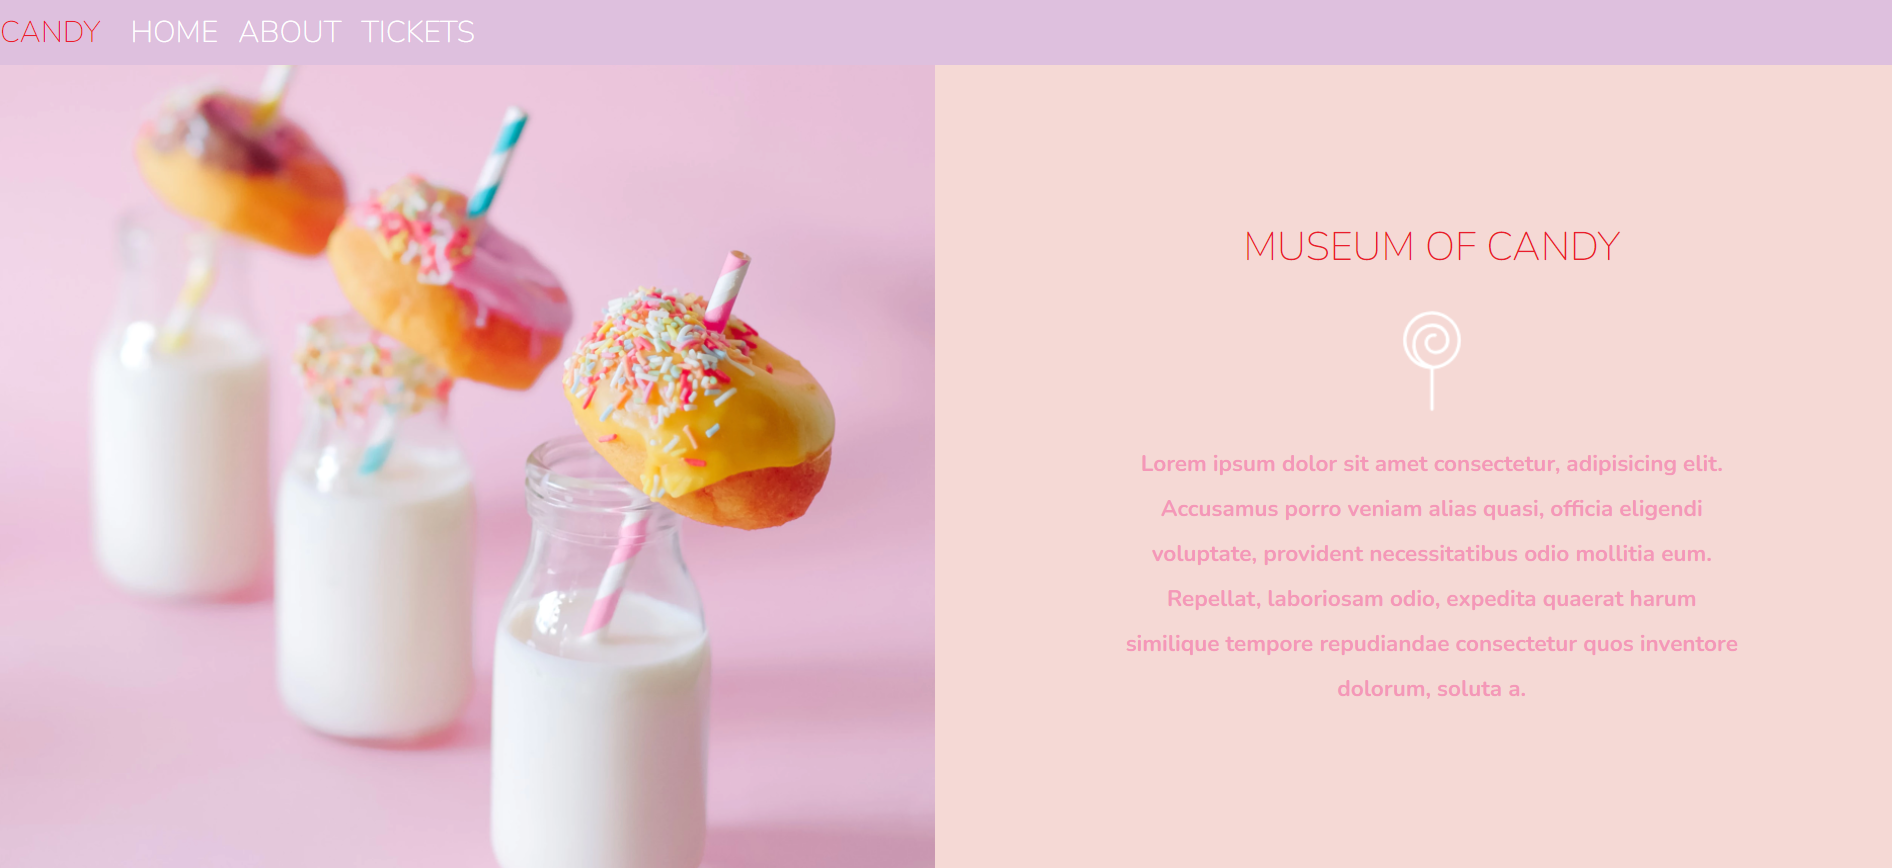 CANDY HOME ABOUT TICKETS
MUSEUM OF CANDY
Lorem ipsum dolor sit amet consectetur, adipisicing elit.
Accusamus porro veniam alias quasi, officia eligendi
voluptate, provident necessitatibus odio mollitia eum.
Repellat, laboriosam odio, expedita quaerat harum
similique tempore repudiandae consectetur quos inventore
dolorum, soluta a.